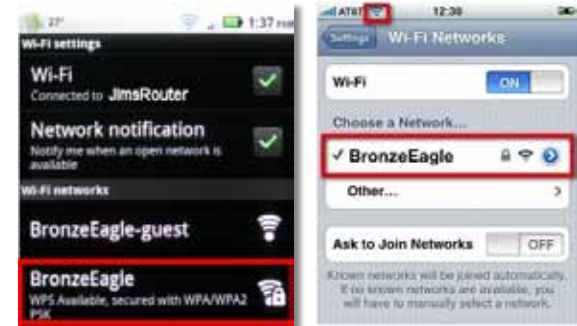 27°
1:37 PM
Wi-Fi settings
Wi-Fi
Connected to JimsRouter
Network notification
Notify me when an open network is
available
Wi-Fi networks
BronzeEagle-guest
BronzeEagle
WPS Available, secured with WPA/WPA2
PSK
AT&T
12:30
Settings
Wi-Fi Networks
Wi-Fi
ON
Choose a Network...
BronzeEagle
Other...
Ask to Join Networks
OFF
Known networks will be joined automatically.
If no known networks are available, you
will have to manually select a network.